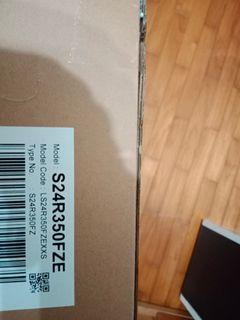 Model S24R350FZE
Model Code : LS24R350FZEXXS
Type No. : S24R350FZ